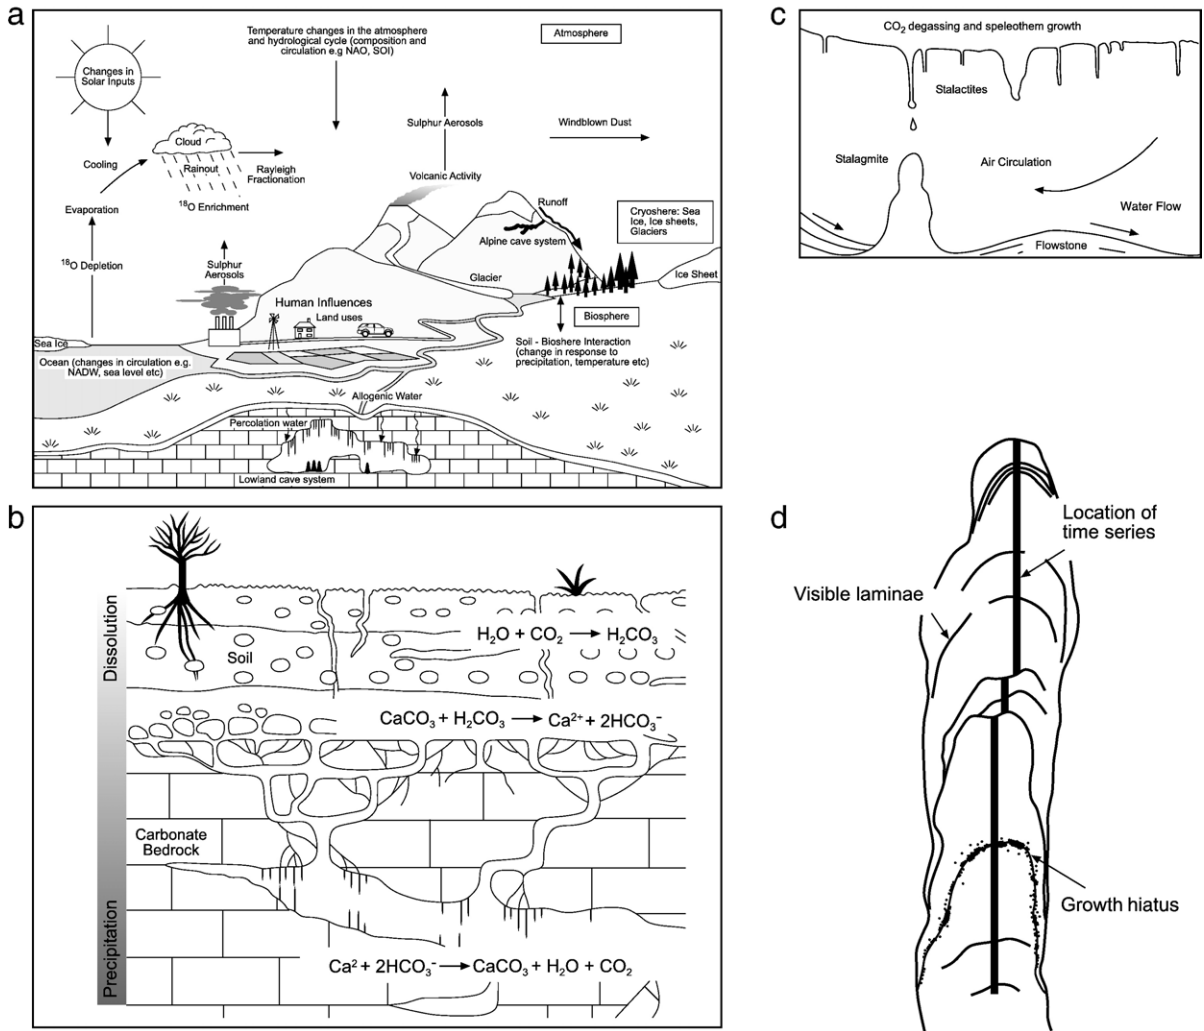 a
Temperature changes in the atmosphere
and hydrological cycle (composition and
circulation e.g NAO, SOI)
Atmosphere
Changes in
Solar Inputs
Cloud
Rainout
Cooling
Rayleigh
Fractionation
Sulphur Aerosols
Windblown Dust
Volcanic Activity
Evaporation
¹⁸O Enrichment
Runoff
Cryoshere: Sea
Ice, Ice sheets,
Glaciers
Alpine cave system
¹⁸O Depletion
Sulphur
Aerosols
Glacier
Ice Sheet
Human Influences
Land uses
Biosphere
Sea Ice
Soil - Bioshere Interaction
(change in response to
precipitation, temperature etc)
Ocean (changes in circulation e.g.
NADW, sea level etc)
Allogenic Water
Percolation water
Lowland cave system
b
Dissolution
Precipitation
H₂O + CO₂ → H₂CO₃
Soil
CaCO₃ + H₂CO₃ → Ca²⁺ + 2HCO₃⁻
Carbonate
Bedrock
Ca² + 2HCO₃⁻ → CaCO₃ + H₂O + CO₂
c
CO₂ degassing and speleothem growth
Stalactites
Stalagmite
Air Circulation
Water Flow
Flowstone
d
Location of
time series
Visible laminae
Growth hiatus